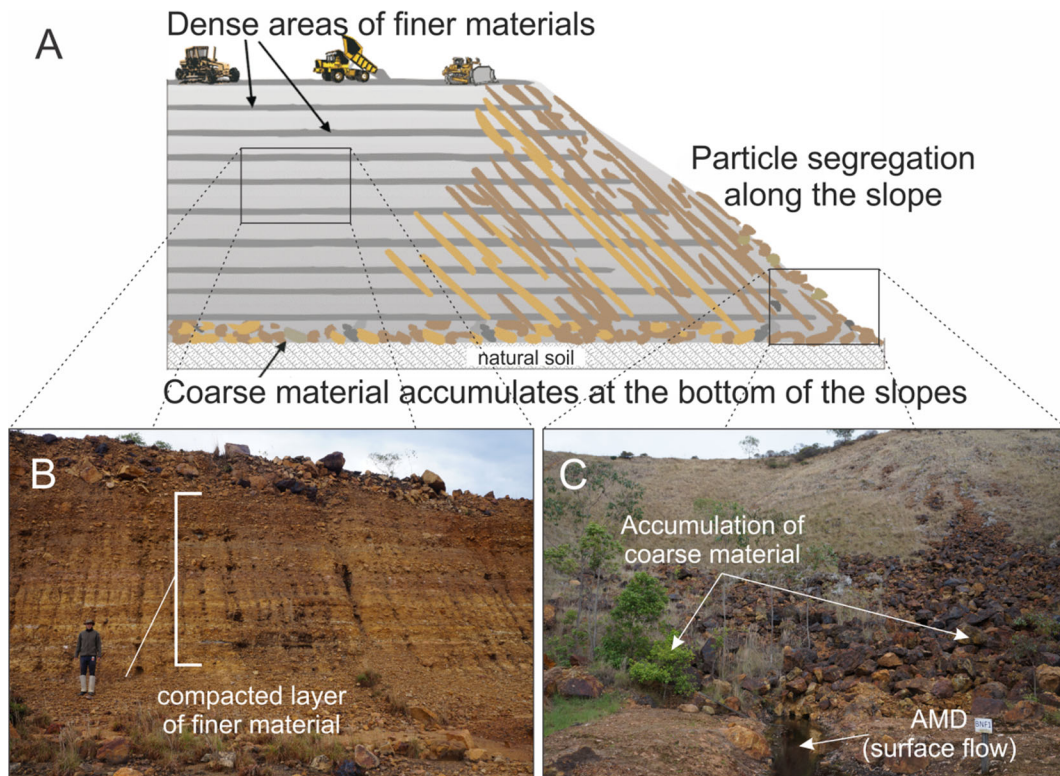 A
Dense areas of finer materials
Particle segregation
along the slope
natural soil
Coarse material accumulates at the bottom of the slopes
B
compacted layer
of finer material
C
Accumulation of
coarse material
AMD
(surface flow)
SNF1